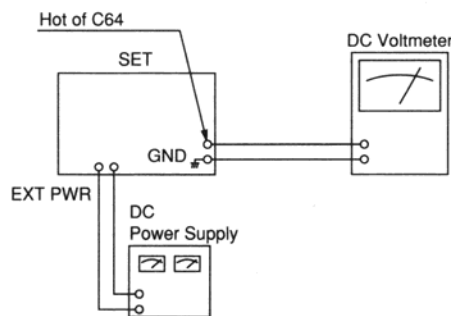 Hot of C64
DC Voltmeter
SET
GND
EXT PWR
DC
Power Supply